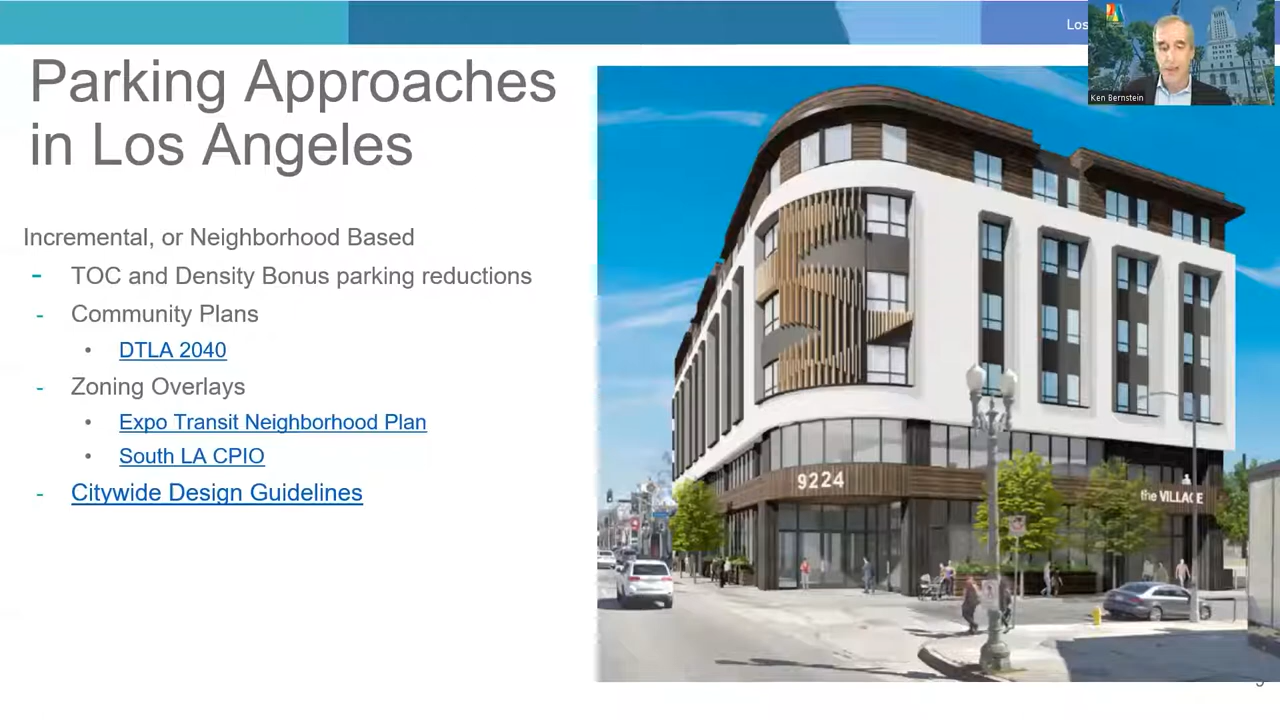 Los
Ken Bernstein
Parking Approaches
in Los Angeles
Incremental, or Neighborhood Based
- TOC and Density Bonus parking reductions
- Community Plans
• DTLA 2040
- Zoning Overlays
• Expo Transit Neighborhood Plan
• South LA CPIO
- Citywide Design Guidelines
9224
the VILLAGE